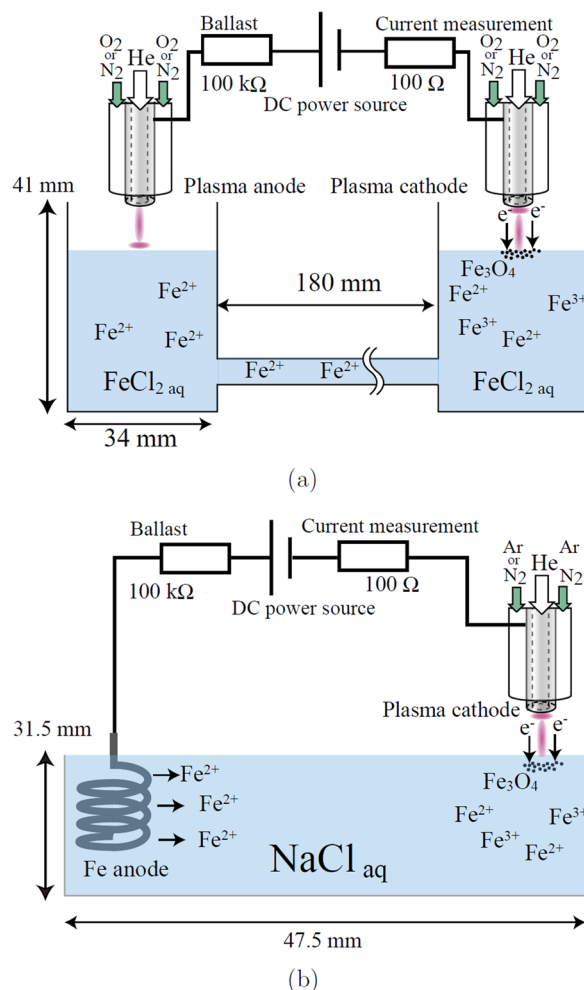 Ballast
Current measurement
O2
or
N2
He
O2
or
N2
100 kΩ
DC power source
100 Ω
O2
or
N2
He
O2
or
N2
41 mm
Plasma anode
Plasma cathode
e-
e-
Fe3O4
Fe2+
Fe2+
Fe2+
180 mm
Fe2+
Fe3+
Fe3+
Fe2+
FeCl2 aq
Fe2+
Fe2+
FeCl2 aq
34 mm
(a)
Ballast
Current measurement
100 kΩ
DC power source
100 Ω
Ar
or
N2
He
Ar
or
N2
Plasma cathode
31.5 mm
e-
e-
Fe2+
Fe3O4
Fe2+
Fe2+
Fe3+
Fe2+
Fe3+
Fe2+
Fe anode
NaCl aq
47.5 mm
(b)